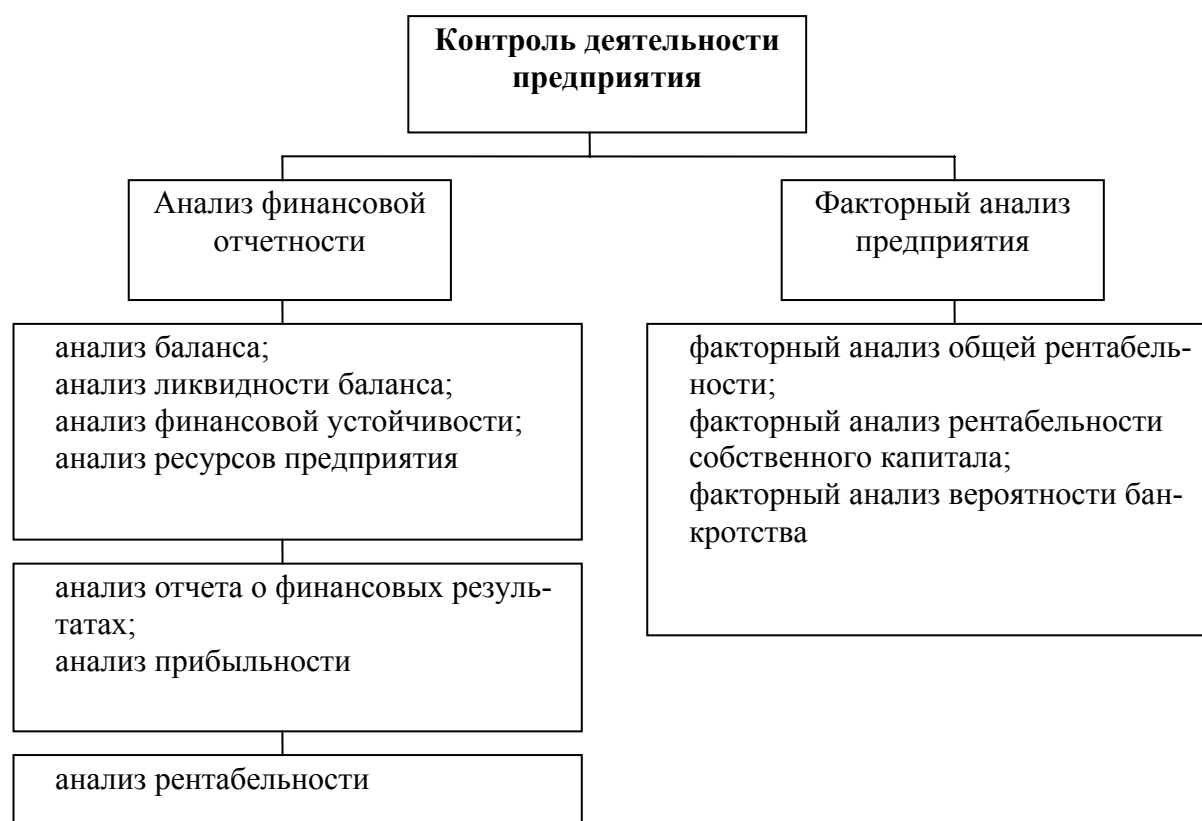 Контроль деятельности
предприятия
Анализ финансовой
отчетности
Факторный анализ
предприятия
анализ баланса;
анализ ликвидности баланса;
анализ финансовой устойчивости;
анализ ресурсов предприятия
факторный анализ общей рентабель-
ности;
факторный анализ рентабельности
собственного капитала;
факторный анализ вероятности бан-
кротства
анализ отчета о финансовых резуль-
татах;
анализ прибыльности
анализ рентабельности